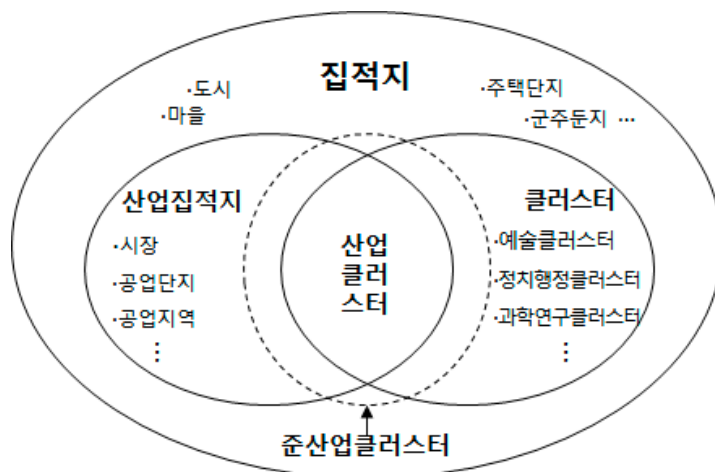 집적지
·도시
·마을
·주택단지
·군주둔지 ···
산업집적지
·시장
·공업단지
·공업지역
⋮
산업
클러
스터
클러스터
·예술클러스터
·정치행정클러스터
·과학연구클러스터
⋮
준산업클러스터